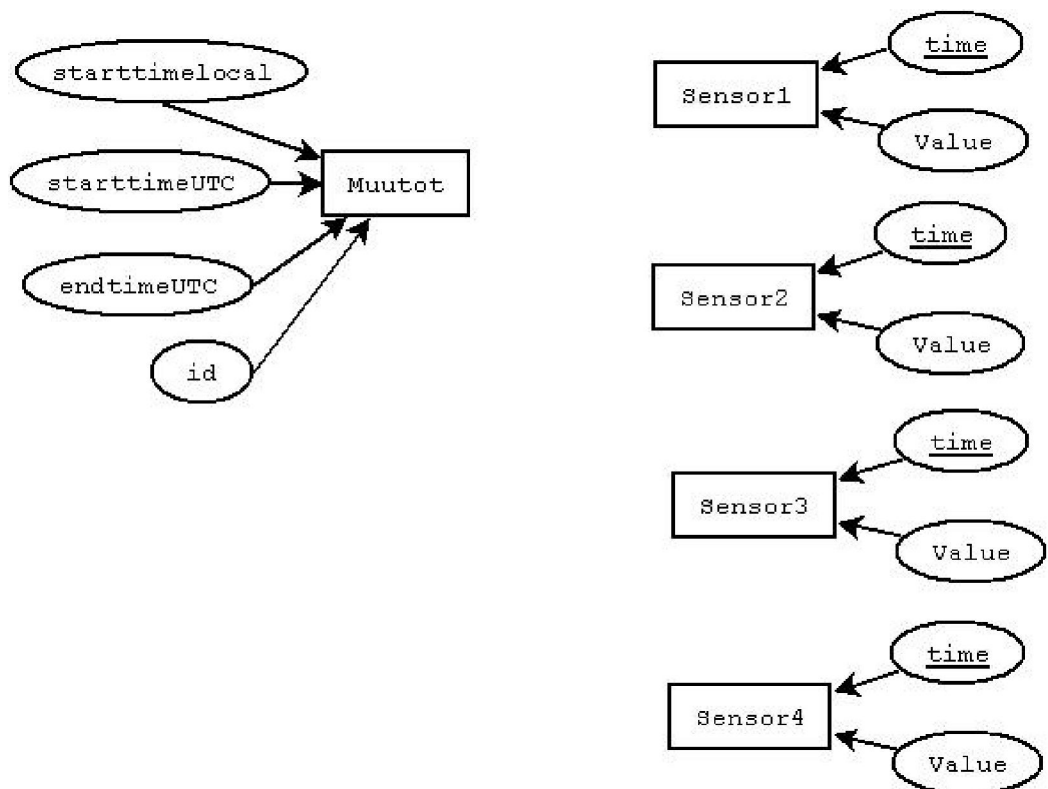 starttimelocal
starttimeUTC
Muutot
endtimeUTC
id
time
Sensor1
Value
time
Sensor2
Value
time
Sensor3
Value
time
Sensor4
Value